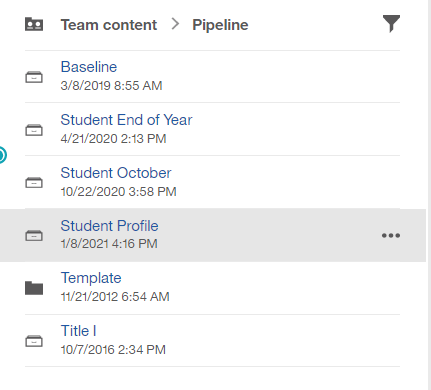 Team content > Pipeline
Baseline
3/8/2019 8:55 AM
Student End of Year
4/21/2020 2:13 PM
Student October
10/22/2020 3:58 PM
Student Profile
1/8/2021 4:16 PM
Template
11/21/2012 6:54 AM
Title I
10/7/2016 2:34 PM